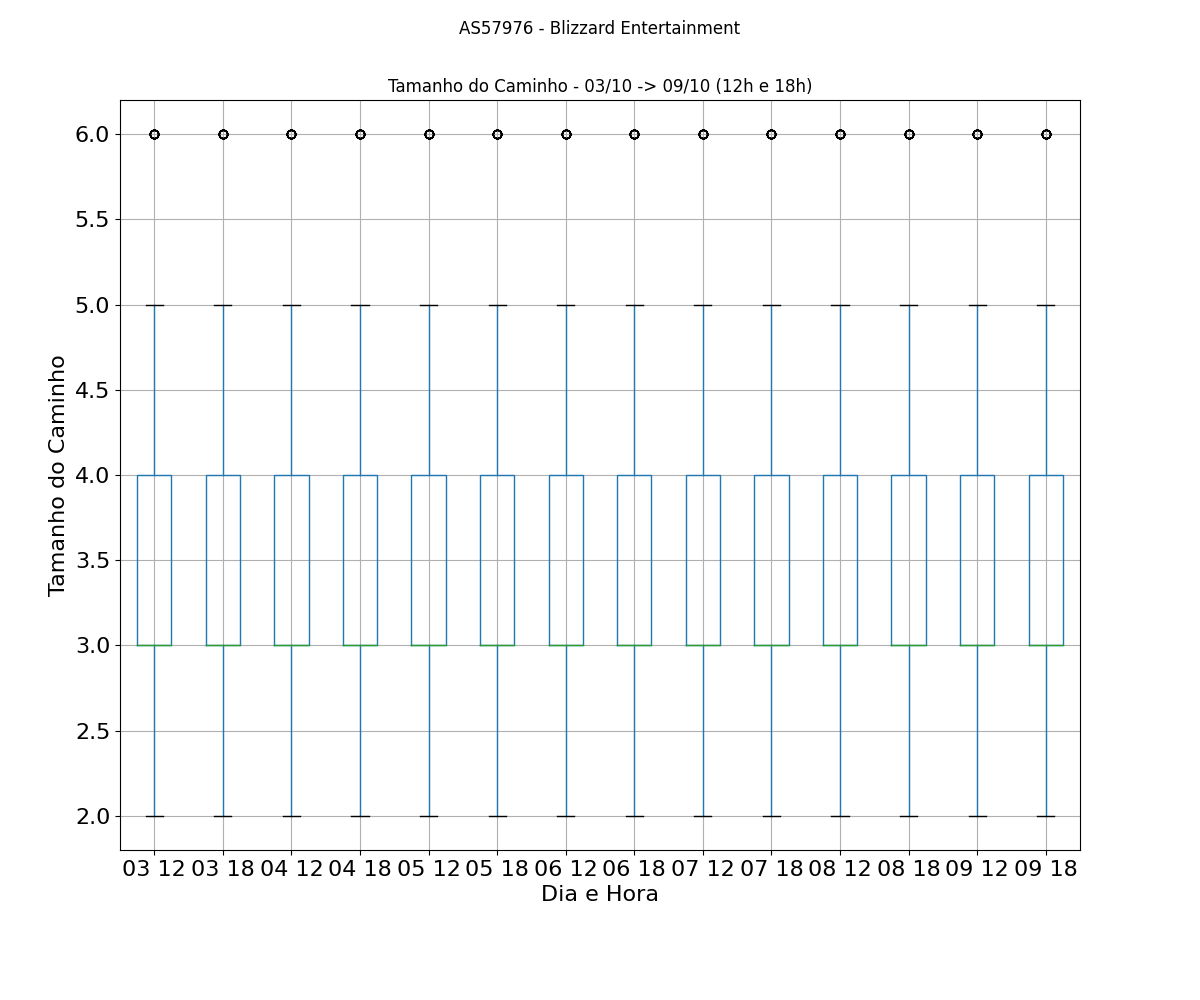 AS57976 - Blizzard Entertainment
Tamanho do Caminho - 03/10 -> 09/10 (12h e 18h)
6.0
5.5
5.0
4.5
4.0
3.5
3.0
2.5
2.0
Tamanho do Caminho
03 12 03 18 04 12 04 18 05 12 05 18 06 12 06 18 07 12 07 18 08 12 08 18 09 12 09 18
Dia e Hora